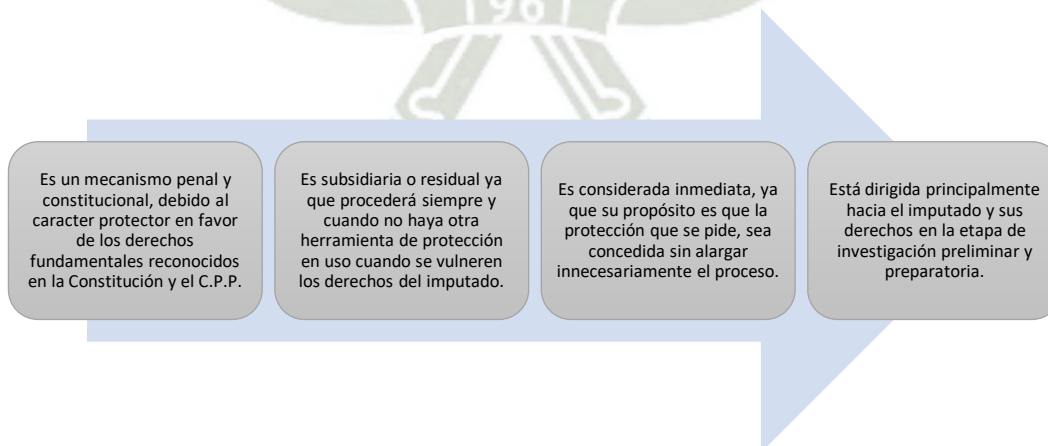 96
Es un mecanismo penal y
constitucional, debido al
caracter protector en favor
de los derechos
fundamentales reconocidos
en la Constitución y el C.P.P.
Es subsidiaria o residual ya
que procederá siempre y
cuando no haya otra
herramienta de protección
en uso cuando se vulneren
los derechos del imputado.
Es considerada inmediata, ya
que su propósito es que la
protección que se pide, sea
concedida sin alargar
innecesariamente el proceso.
Está dirigida principalmente
hacia el imputado y sus
derechos en la etapa de
investigación preliminar y
preparatoria.